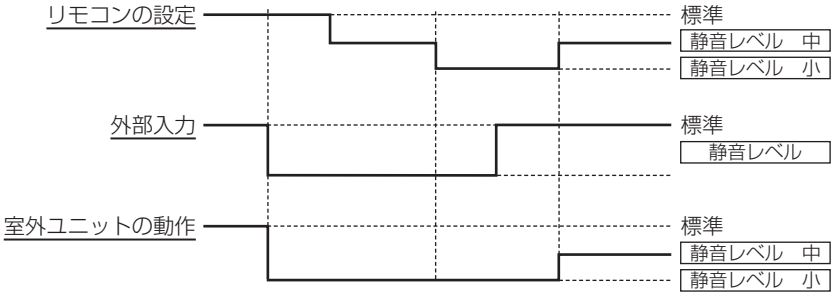 リモコンの設定
標準
静音レベル 中
静音レベル 小
外部入力
標準
静音レベル
室外ユニットの動作
標準
静音レベル 中
静音レベル 小